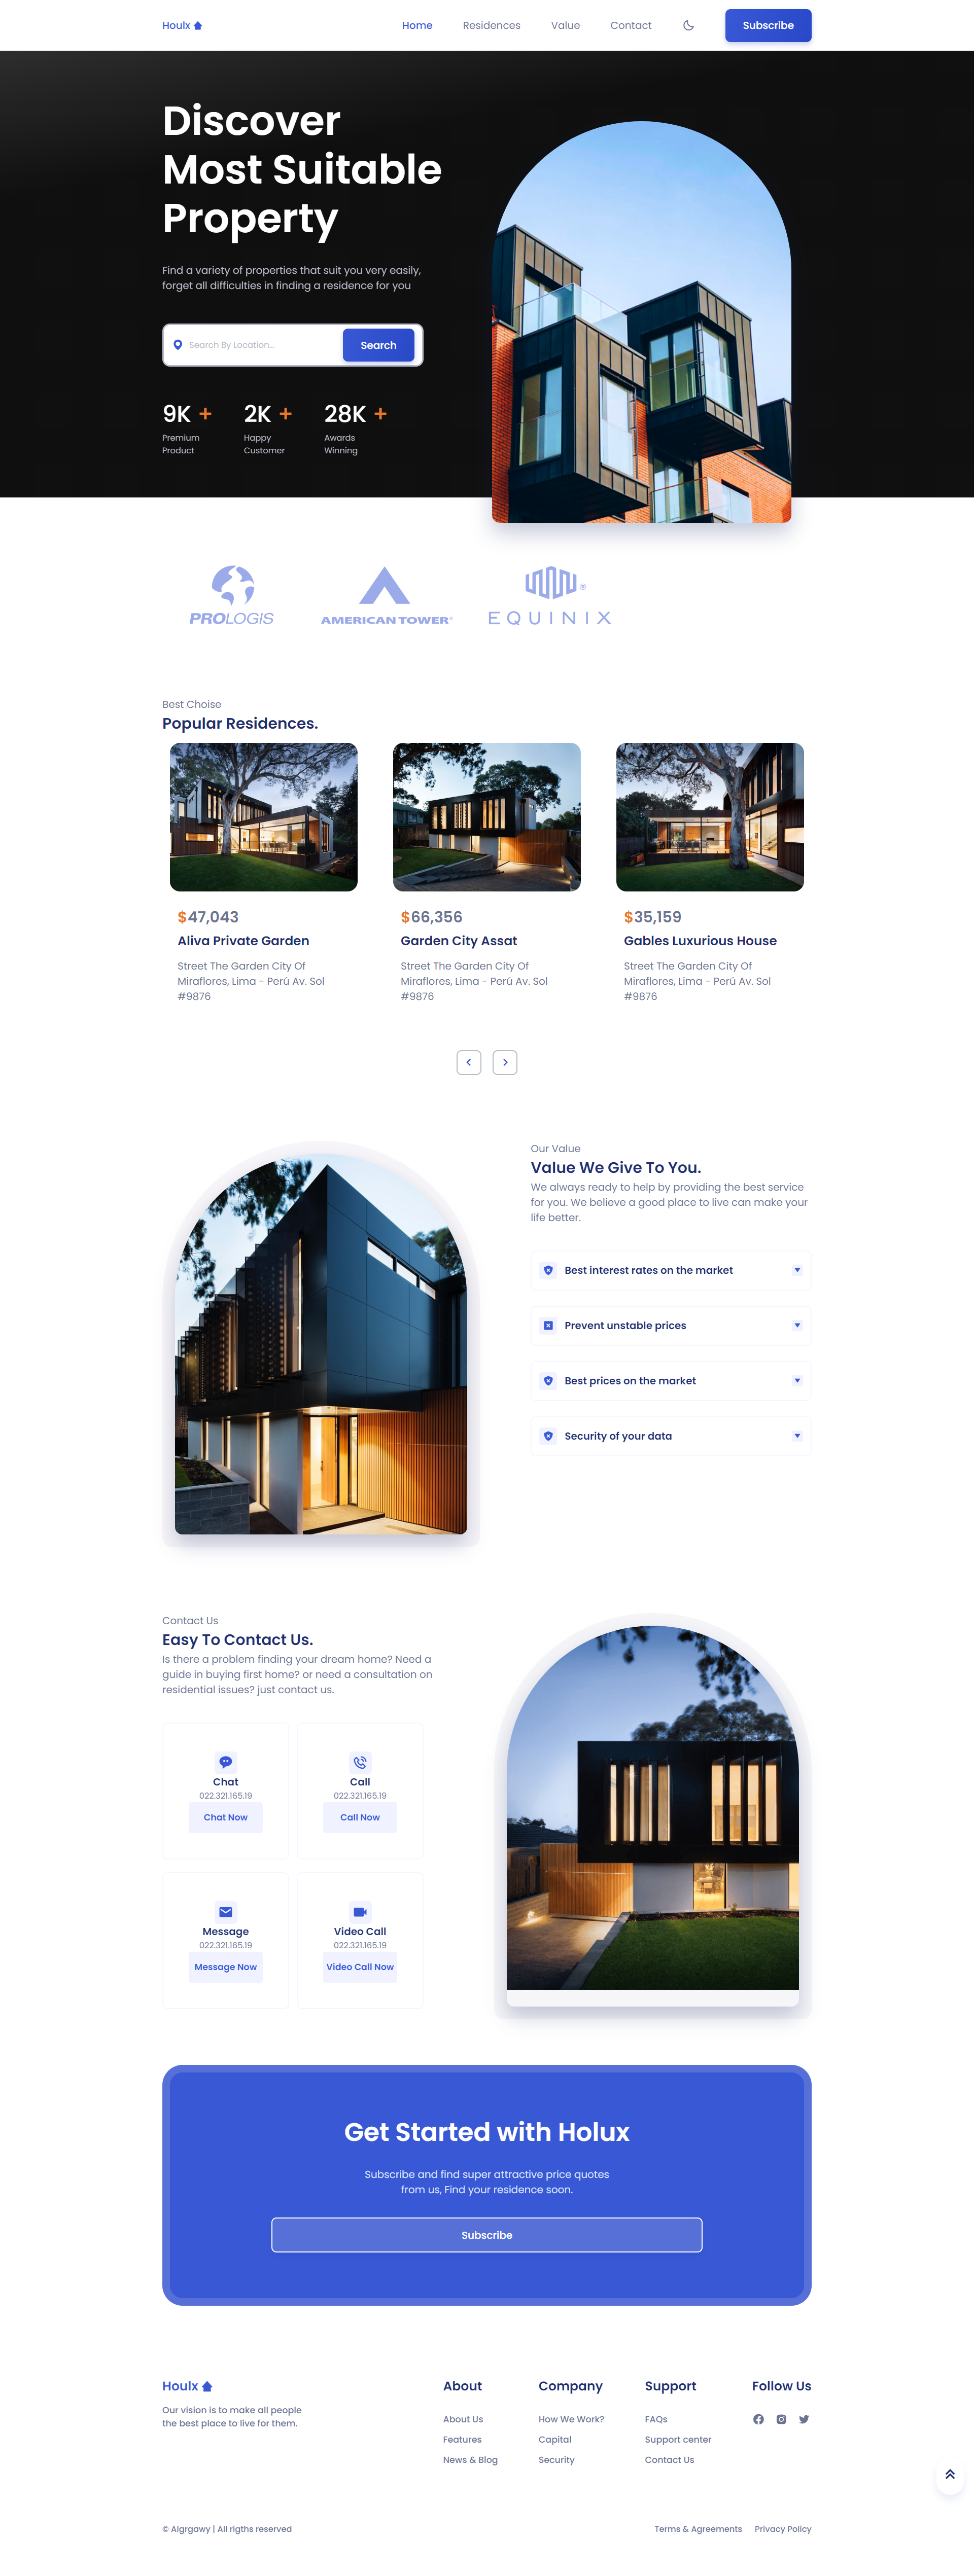 Houlx
Home
Residences
Value
Contact
Subscribe
Discover
Most Suitable
Property
Find a variety of properties that suit you very easily,
forget all difficulties in finding a residence for you
Search By Location...
Search
9K +
Premium
Product
2K +
Happy
Customer
28K +
Awards
Winning
PROLOGIS
AMERICAN TOWER®
EQUINIX
Best Choise
Popular Residences.
$47,043
Aliva Private Garden
Street The Garden City Of
Miraflores, Lima - Perú Av. Sol
#9876
$66,356
Garden City Assat
Street The Garden City Of
Miraflores, Lima - Perú Av. Sol
#9876
$35,159
Gables Luxurious House
Street The Garden City Of
Miraflores, Lima - Perú Av. Sol
#9876
Our Value
Value We Give To You.
We always ready to help by providing the best service
for you. We believe a good place to live can make your
life better.
Best interest rates on the market
Prevent unstable prices
Best prices on the market
Security of your data
Contact Us
Easy To Contact Us.
Is there a problem finding your dream home? Need a
guide in buying first home? or need a consultation on
residential issues? just contact us.
Chat
022.321.165.19
Chat Now
Call
022.321.165.19
Call Now
Message
022.321.165.19
Message Now
Video Call
022.321.165.19
Video Call Now
Get Started with Holux
Subscribe and find super attractive price quotes
from us, Find your residence soon.
Subscribe
Houlx
Our vision is to make all people
the best place to live for them.
About
About Us
Features
News & Blog
Company
How We Work?
Capital
Security
Support
FAQs
Support center
Contact Us
Follow Us
© Algrgawy | All rigths reserved
Terms & Agreements
Privacy Policy